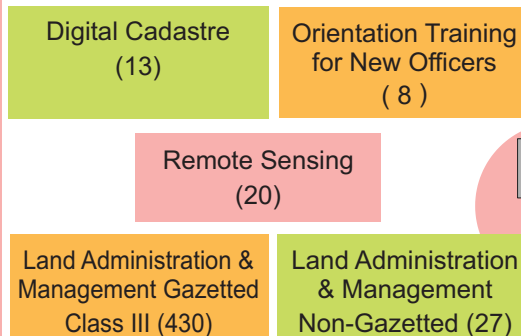 Digital Cadastre
(13)
Orientation Training
for New Officers
( 8 )
Remote Sensing
(20)
Land Administration &
Management Gazetted
Class III (430)
Land Administration
& Management
Non-Gazetted (27)